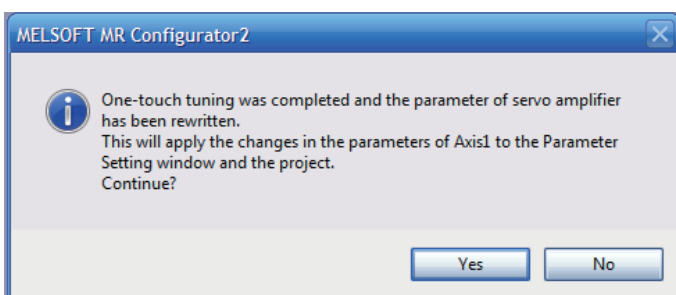 MELSOFT MR Configurator2
One-touch tuning was completed and the parameter of servo amplifier
has been rewritten.
This will apply the changes in the parameters of Axis1 to the Parameter
Setting window and the project.
Continue?
Yes
No